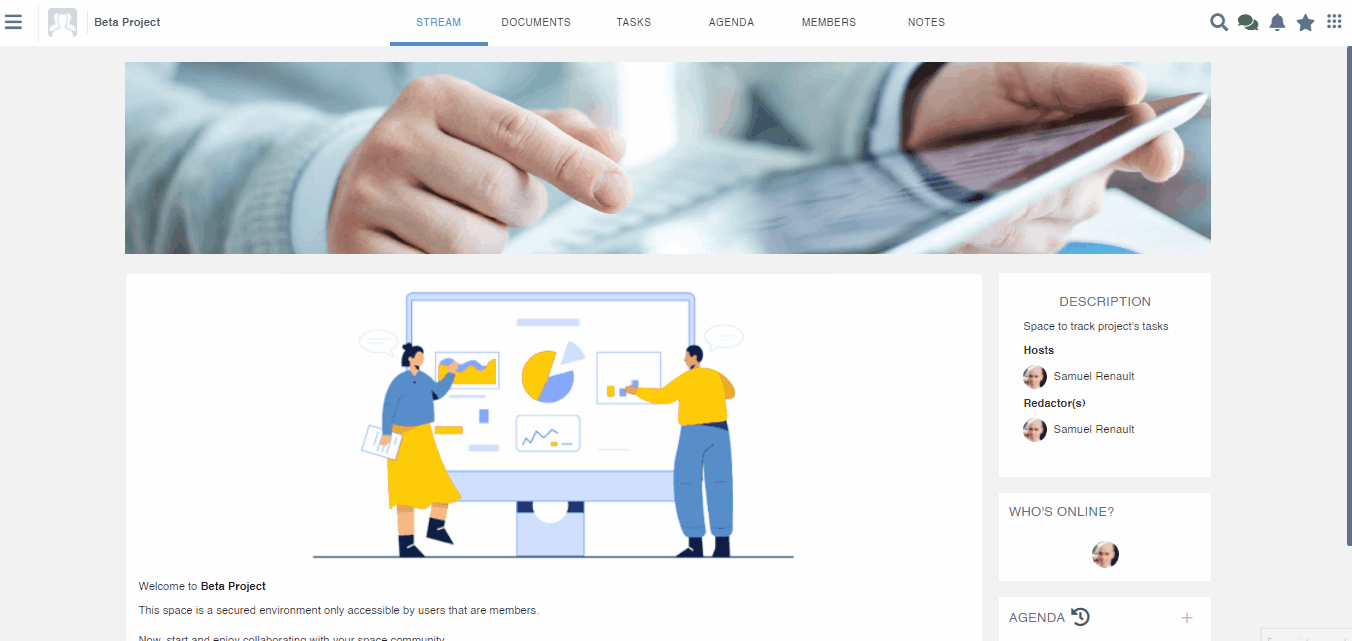 Beta Project
STREAM
DOCUMENTS
TASKS
AGENDA
MEMBERS
NOTES
DESCRIPTION
Space to track project's tasks
Hosts
Samuel Renault
Redactor(s)
Samuel Renault
WHO'S ONLINE?
AGENDA
Welcome to Beta Project
This space is a secured environment only accessible by users that are members.
Now, start and enjoy collaborating with your space community